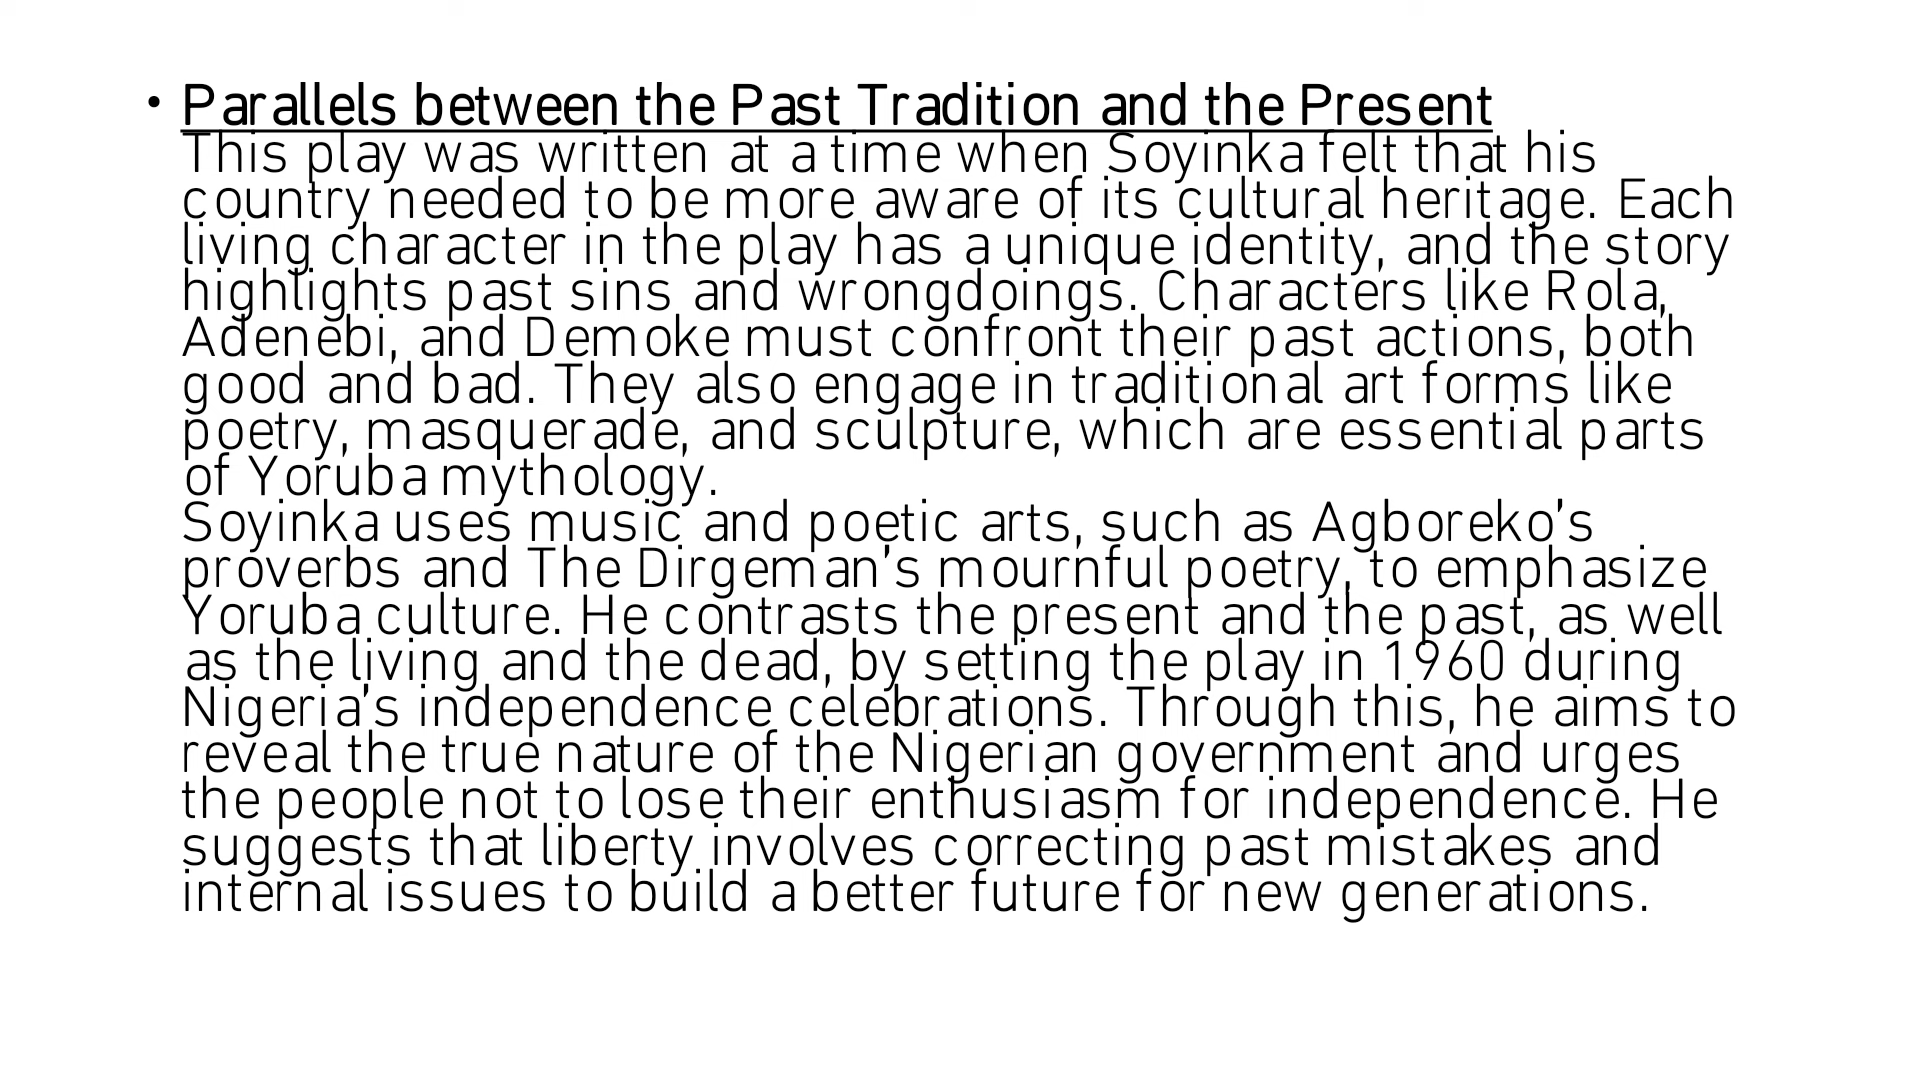 • Parallels between the Past Tradition and the Present
This play was written at a time when Soyinka felt that his
country needed to be more aware of its cultural heritage. Each
living character in the play has a unique identity, and the story
highlights past sins and wrongdoings. Characters like Rola,
Adenebi, and Demoke must confront their past actions, both
good and bad. They also engage in traditional art forms like
poetry, masquerade, and sculpture, which are essential parts
of Yoruba mythology.
Soyinka uses music and poetic arts, such as Agboreko’s
proverbs and The Dirgeman’s mournful poetry, to emphasize
Yoruba culture. He contrasts the present and the past, as well
as the living and the dead, by setting the play in 1960 during
Nigeria’s independence celebrations. Through this, he aims to
reveal the true nature of the Nigerian government and urges
the people not to lose their enthusiasm for independence. He
suggests that liberty involves correcting past mistakes and
internal issues to build a better future for new generations.